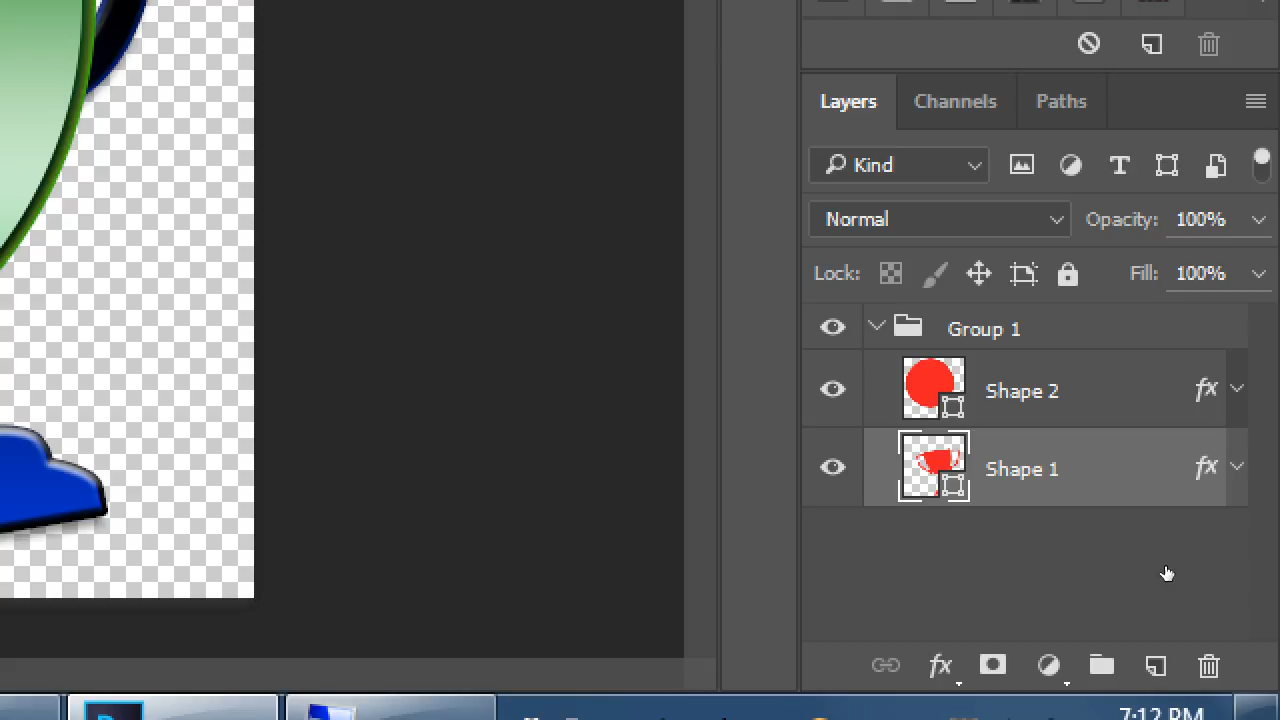 Layers Channels Paths
Kind T
Normal Opacity: 100%
Lock: Fill: 100%
Group 1
Shape 2 fx
Shape 1 fx
fx
7:12 PM